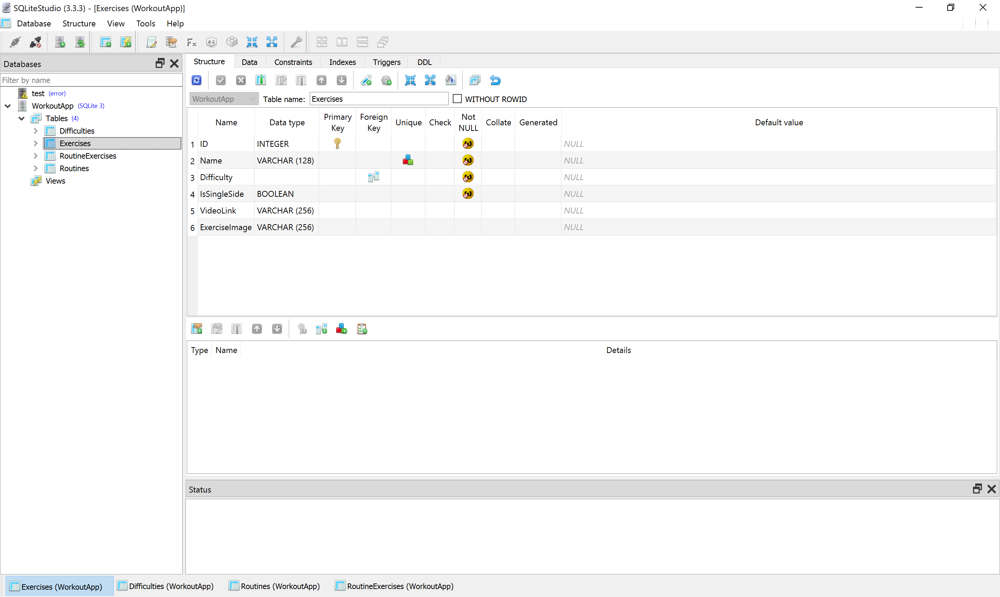 SQLiteStudio (3.3.3) - [Exercises (WorkoutApp)]
Database Structure View Tools Help
Databases
Filter by name
test (error)
WorkoutApp (SQLite 3)
Tables (4)
Difficulties
Exercises
RoutineExercises
Routines
Views
Structure Data Constraints Indexes Triggers DDL
WorkoutApp Table name: Exercises WITHOUT ROWID
Name Data type Primary Key Foreign Key Unique Check Not NULL Collate Generated Default value
1 ID INTEGER NULL
2 Name VARCHAR (128) NULL
3 Difficulty NULL
4 IsSingleSide BOOLEAN NULL
5 VideoLink VARCHAR (256) NULL
6 ExerciseImage VARCHAR (256) NULL
Type Name Details
Status
Exercises (WorkoutApp) Difficulties (WorkoutApp) Routines (WorkoutApp) RoutineExercises (WorkoutApp)